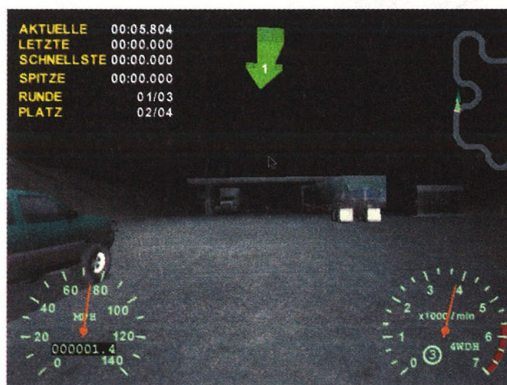 AKTUELLE 00:05.804
LETZTE 00:00.000
SCHNELLSTE 00:00.000
SPITZE 00:00.000
RUNDE 01/03
PLATZ 02/04
1
0 20 40 60 80 100 120 140
MPH
000001.4
0 1 2 3 4 5 6 7
x1000/min
4WDH
3